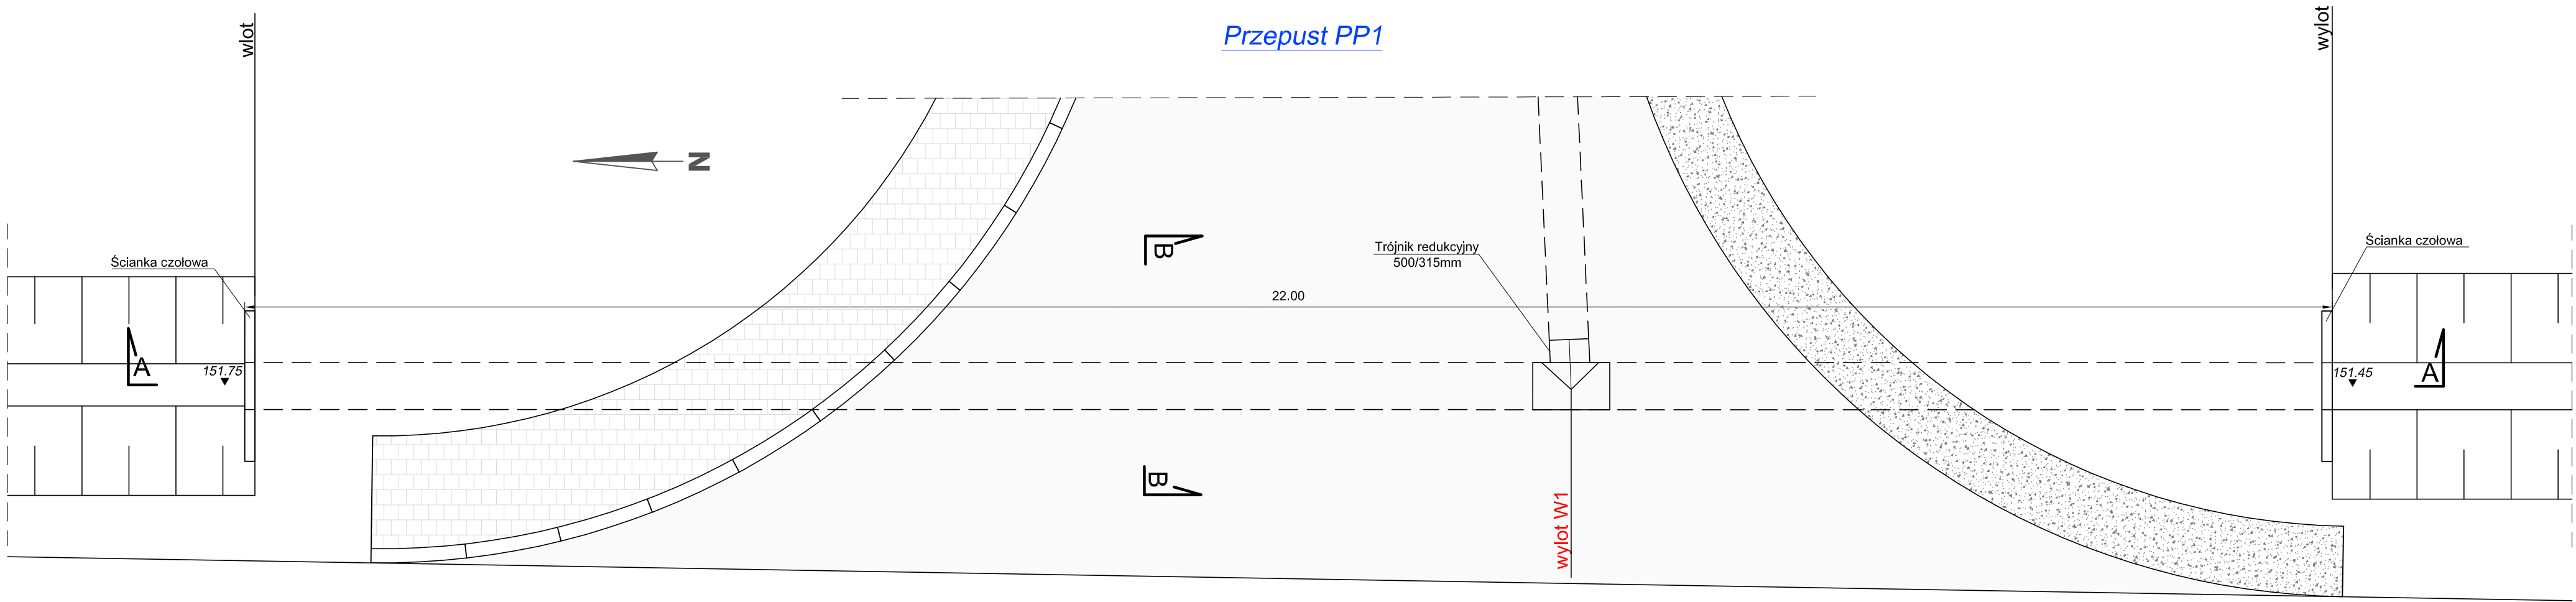 Przepust PP1
wlot
wylot
N
Ścianka czołowa
Trójnik redukcyjny
500/315mm
Ścianka czołowa
B
22.00
A
151.75
151.45
A
B
wylot W1